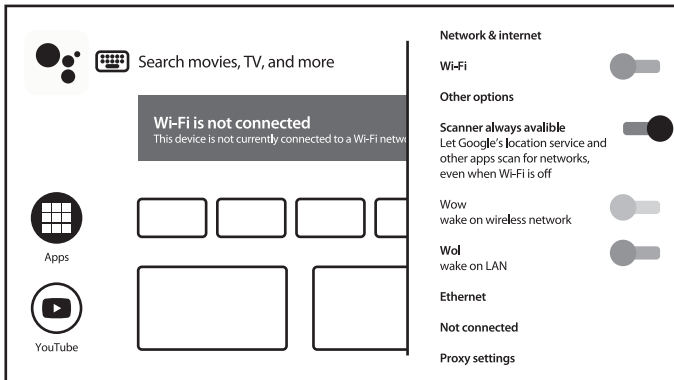 Search movies, TV, and more
Wi-Fi is not connected
This device is not currently connected to a Wi-Fi netwo
Apps
YouTube
Network & internet
Wi-Fi
Other options
Scanner always avalible
Let Google's location service and
other apps scan for networks,
even when Wi-Fi is off
Wow
wake on wireless network
Wol
wake on LAN
Ethernet
Not connected
Proxy settings